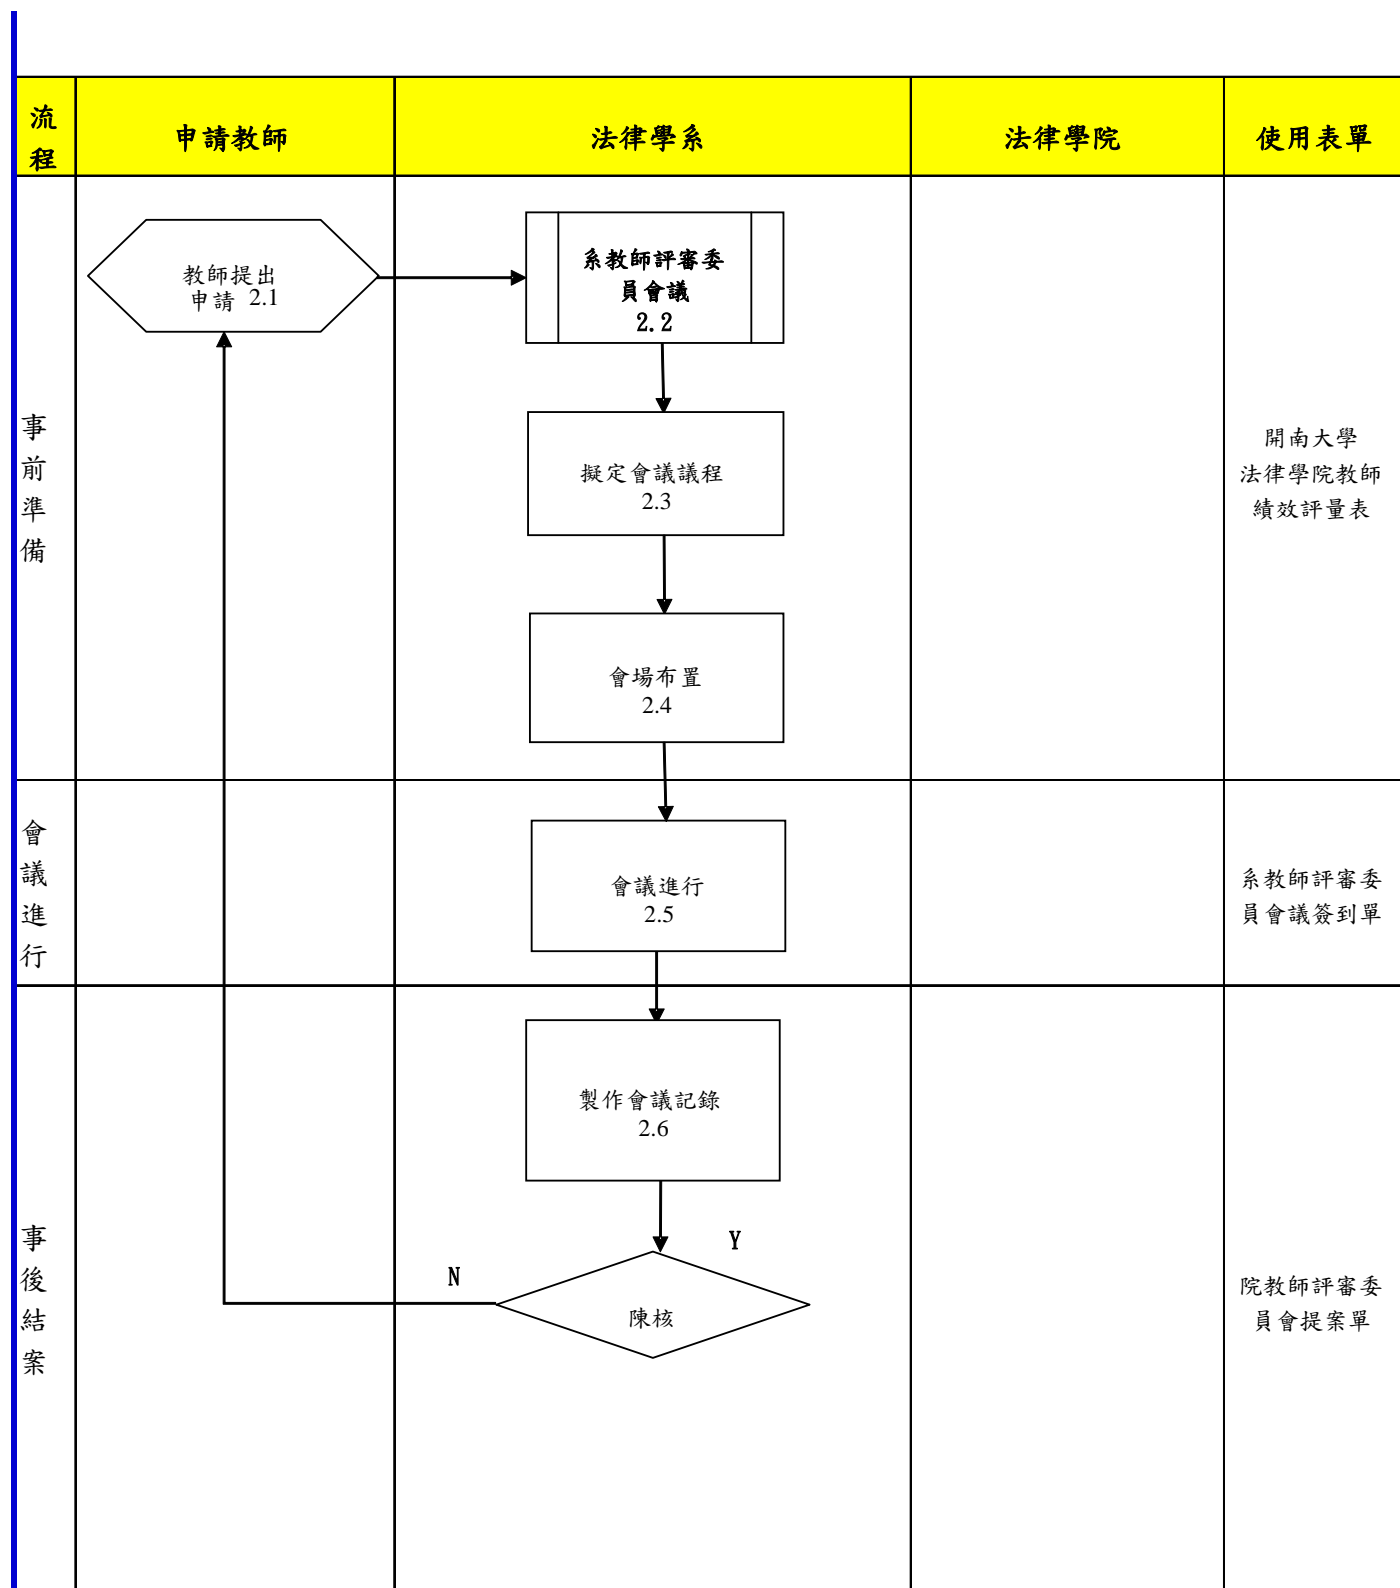 流
程
申請教師
法律學系
法律學院
使用表單
事
前
準
備
教師提出
申請 2.1
系教師評審委
員會議
2.2
擬定會議議程
2.3
會場布置
2.4
開南大學
法律學院教師
績效評量表
會
議
進
行
會議進行
2.5
系教師評審委
員會議簽到單
事
後
結
案
製作會議記錄
2.6
Y
N
陳核
院教師評審委
員會提案單